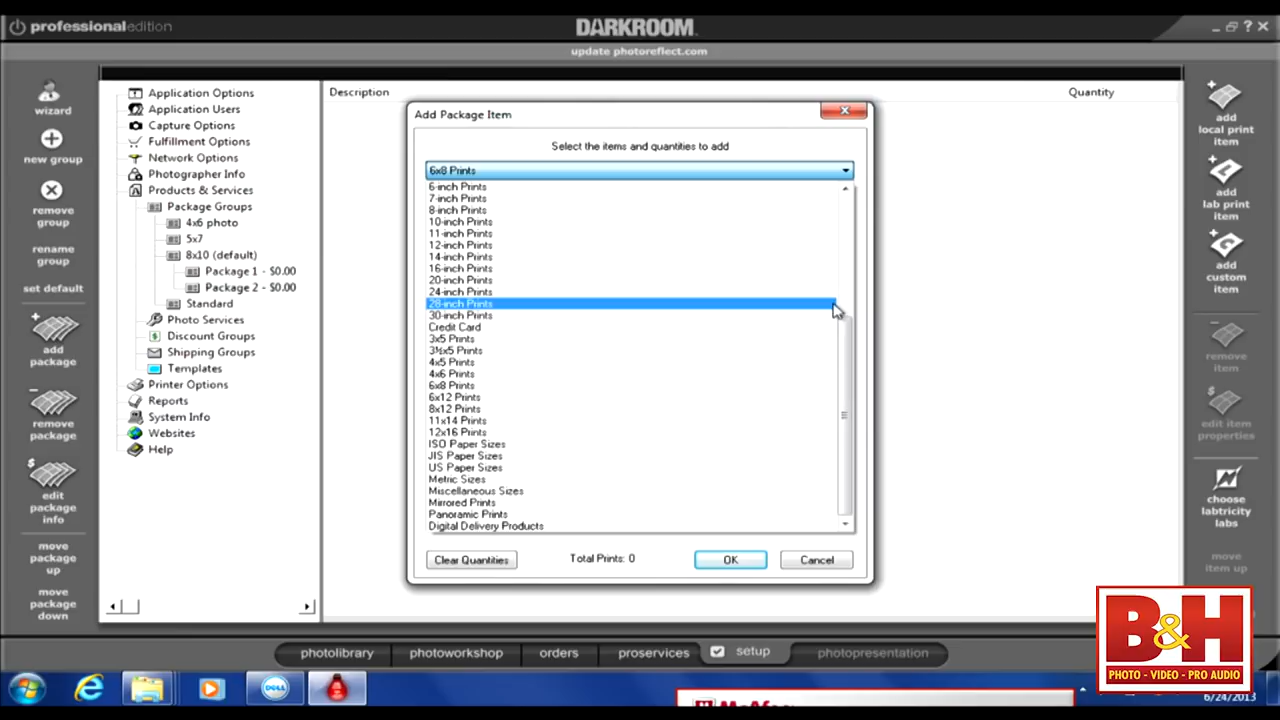 professionaledition
DARKROOM
update photoreflect.com
wizard
new group
remove
group
rename
group
set default
add
package
remove
package
edit
package
info
move
package
up
move
package
down
Application Options
Application Users
Capture Options
Fulfillment Options
Network Options
Photographer Info
Products & Services
Package Groups
4x6 photo
5x7
8x10 (default)
Package 1 - $0.00
Package 2 - $0.00
Standard
Photo Services
Discount Groups
Shipping Groups
Templates
Printer Options
Reports
System Info
Websites
Help
Description
Quantity
Add Package Item
Select the items and quantities to add
6x8 Prints
6-inch Prints
7-inch Prints
8-inch Prints
10-inch Prints
11-inch Prints
12-inch Prints
14-inch Prints
16-inch Prints
20-inch Prints
24-inch Prints
28-inch Prints
30-inch Prints
Credit Card
3x5 Prints
3½x5 Prints
4x5 Prints
4x6 Prints
6x8 Prints
6x12 Prints
8x12 Prints
11x14 Prints
12x16 Prints
ISO Paper Sizes
JIS Paper Sizes
US Paper Sizes
Metric Sizes
Miscellaneous Sizes
Mirrored Prints
Panoramic Prints
Digital Delivery Products
Clear Quantities
Total Prints: 0
OK
Cancel
add
local print
item
add
lab print
item
add
custom
item
remove
item
edit item
properties
choose
labtricity
labs
move
item up
photolibrary
photoworkshop
orders
proservices
setup
photopresentation
DELL
B&H
PHOTO - VIDEO - PRO AUDIO
6/24/2013